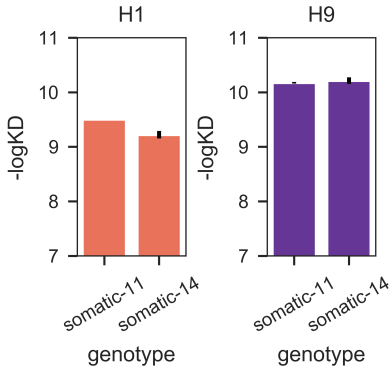 H1
11
10
9
8
7
-logKD
somatic-11
somatic-14
genotype
H9
11
10
9
8
7
-logKD
somatic-11
somatic-14
genotype